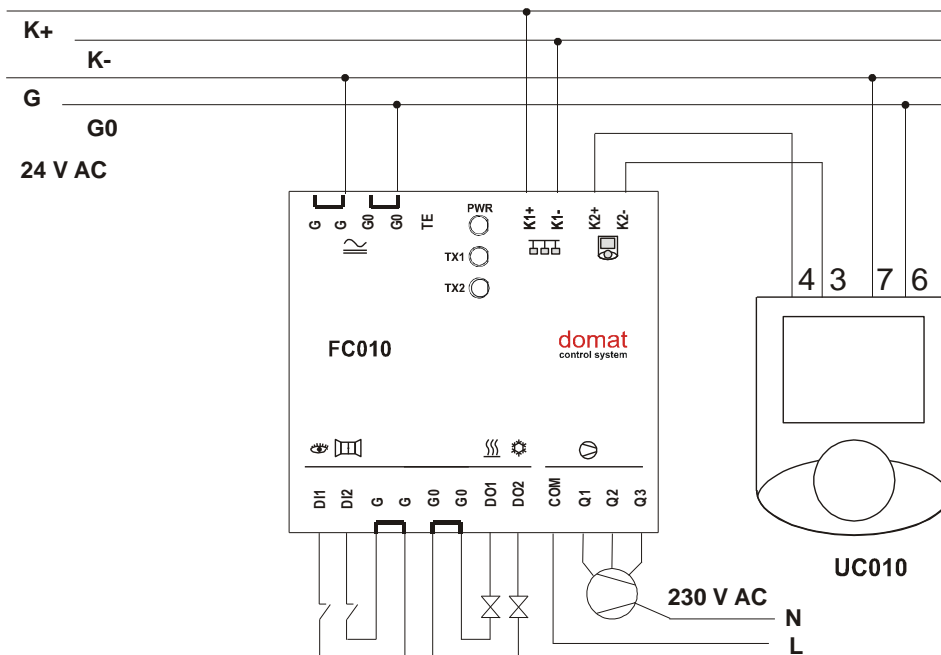 K+
K-
G
G0
24 V AC
G G G0 G0 TE PWR K1+ K1- K2+ K2-
TX1
TX2
4 3 7 6
FC010
domat
control system
DI1 DI2 G G G0 G0 DO1 DO2 COM Q1 Q2 Q3
UC010
230 V AC
N
L